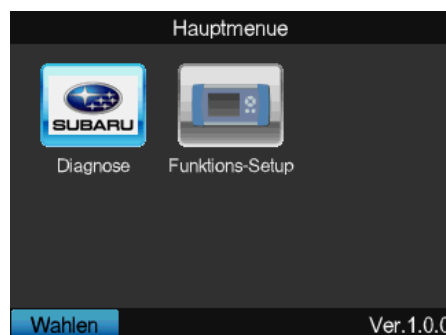 Hauptmenue
SUBARU
Diagnose
Funktions-Setup
Wahlen
Ver.1.0.0